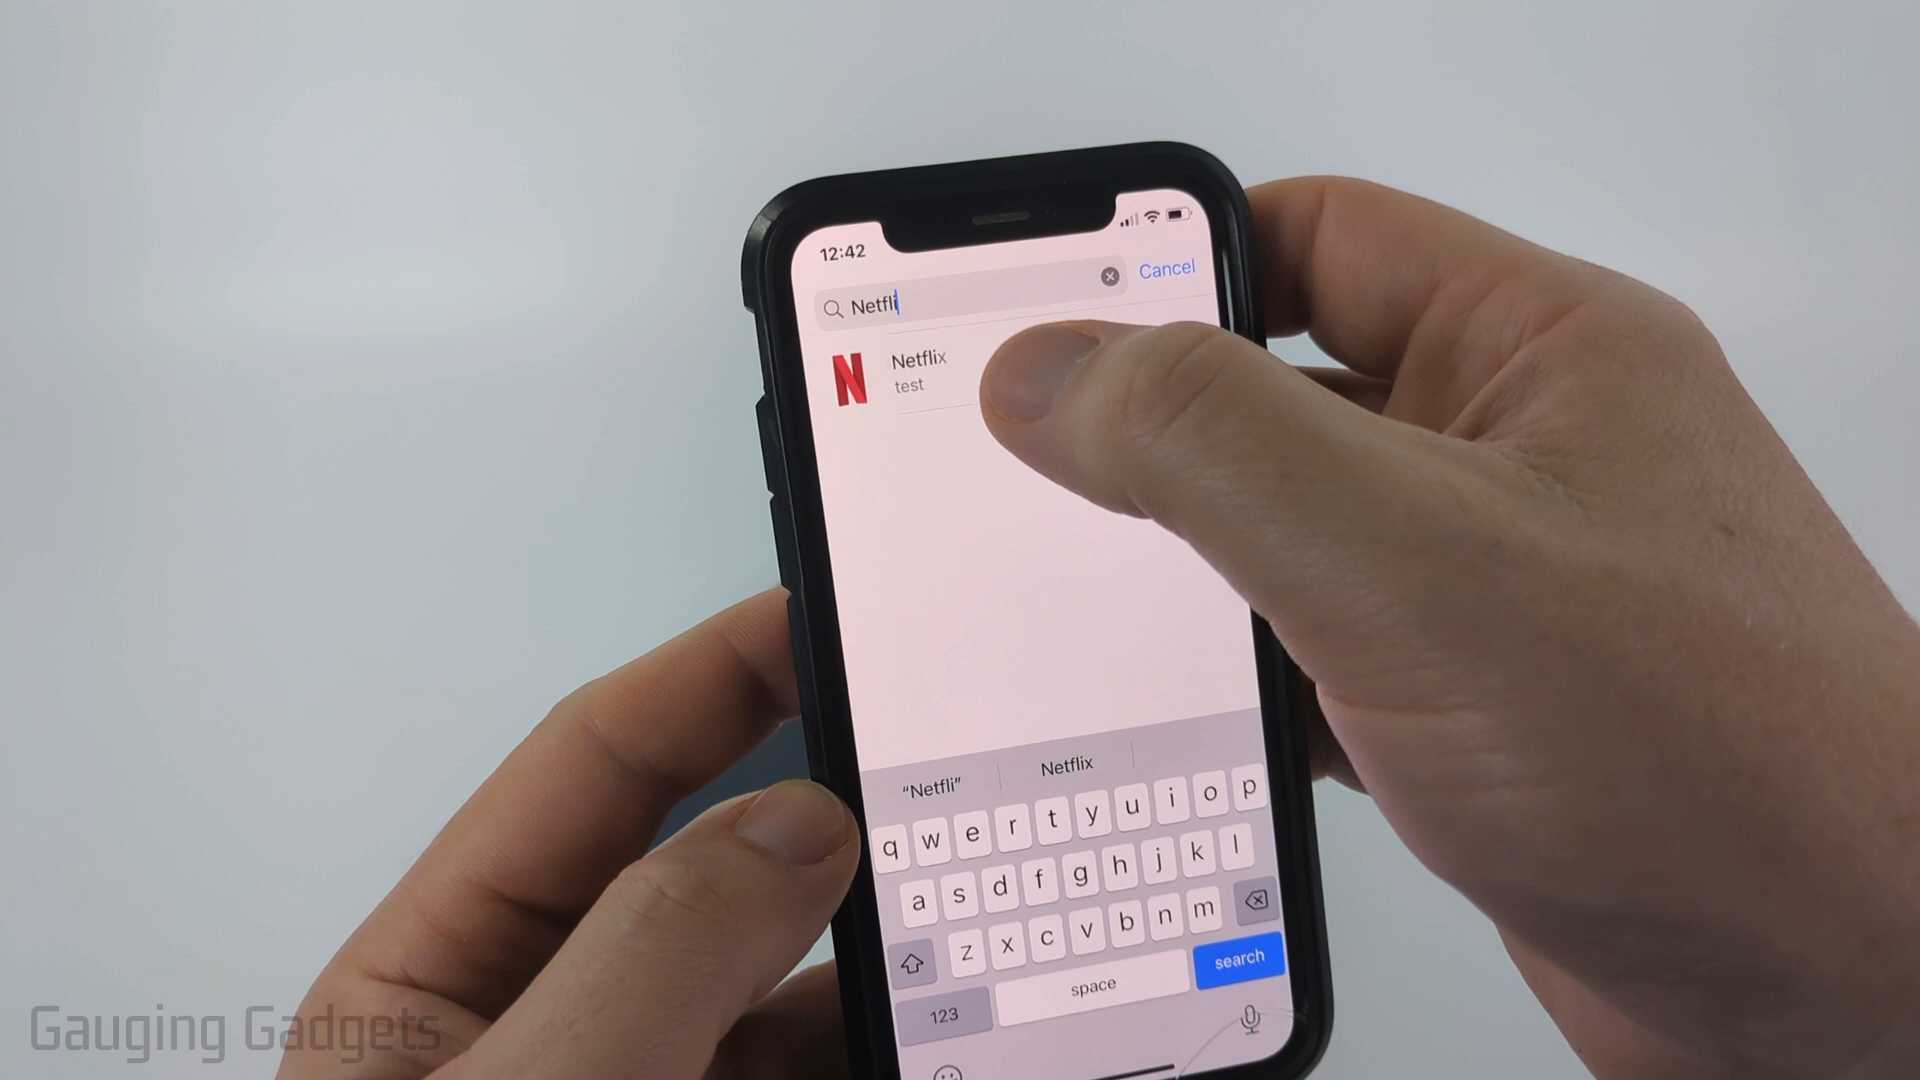 12:42
Netfli
Cancel
N
Netflix
test
"Netfli" Netflix
q w e r t y u i o p
a s d f g h j k l
z x c v b n m
123 space search
Gauging Gadgets